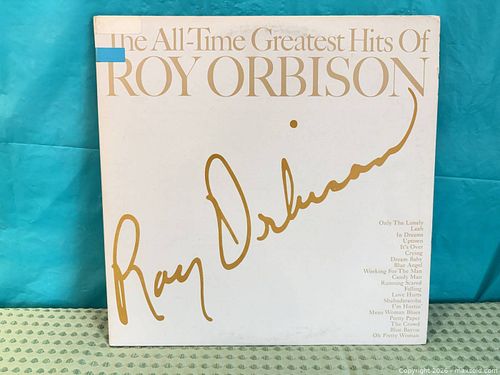 The All-Time Greatest Hits Of
ROY ORBISON
Roy Orbison
Only The Lonely
Leah
In Dreams
Uptown
It's Over
Crying
Dream Baby
Blue Angel
Working For The Man
Candy Man
Running Scared
Falling
Love Hurts
Shahadararoba
I'm Hurtin'
Mean Woman Blues
Pretty Paper
The Crowd
Blue Bayou
Oh Pretty Woman
Copyright 2026 - maxsold.com